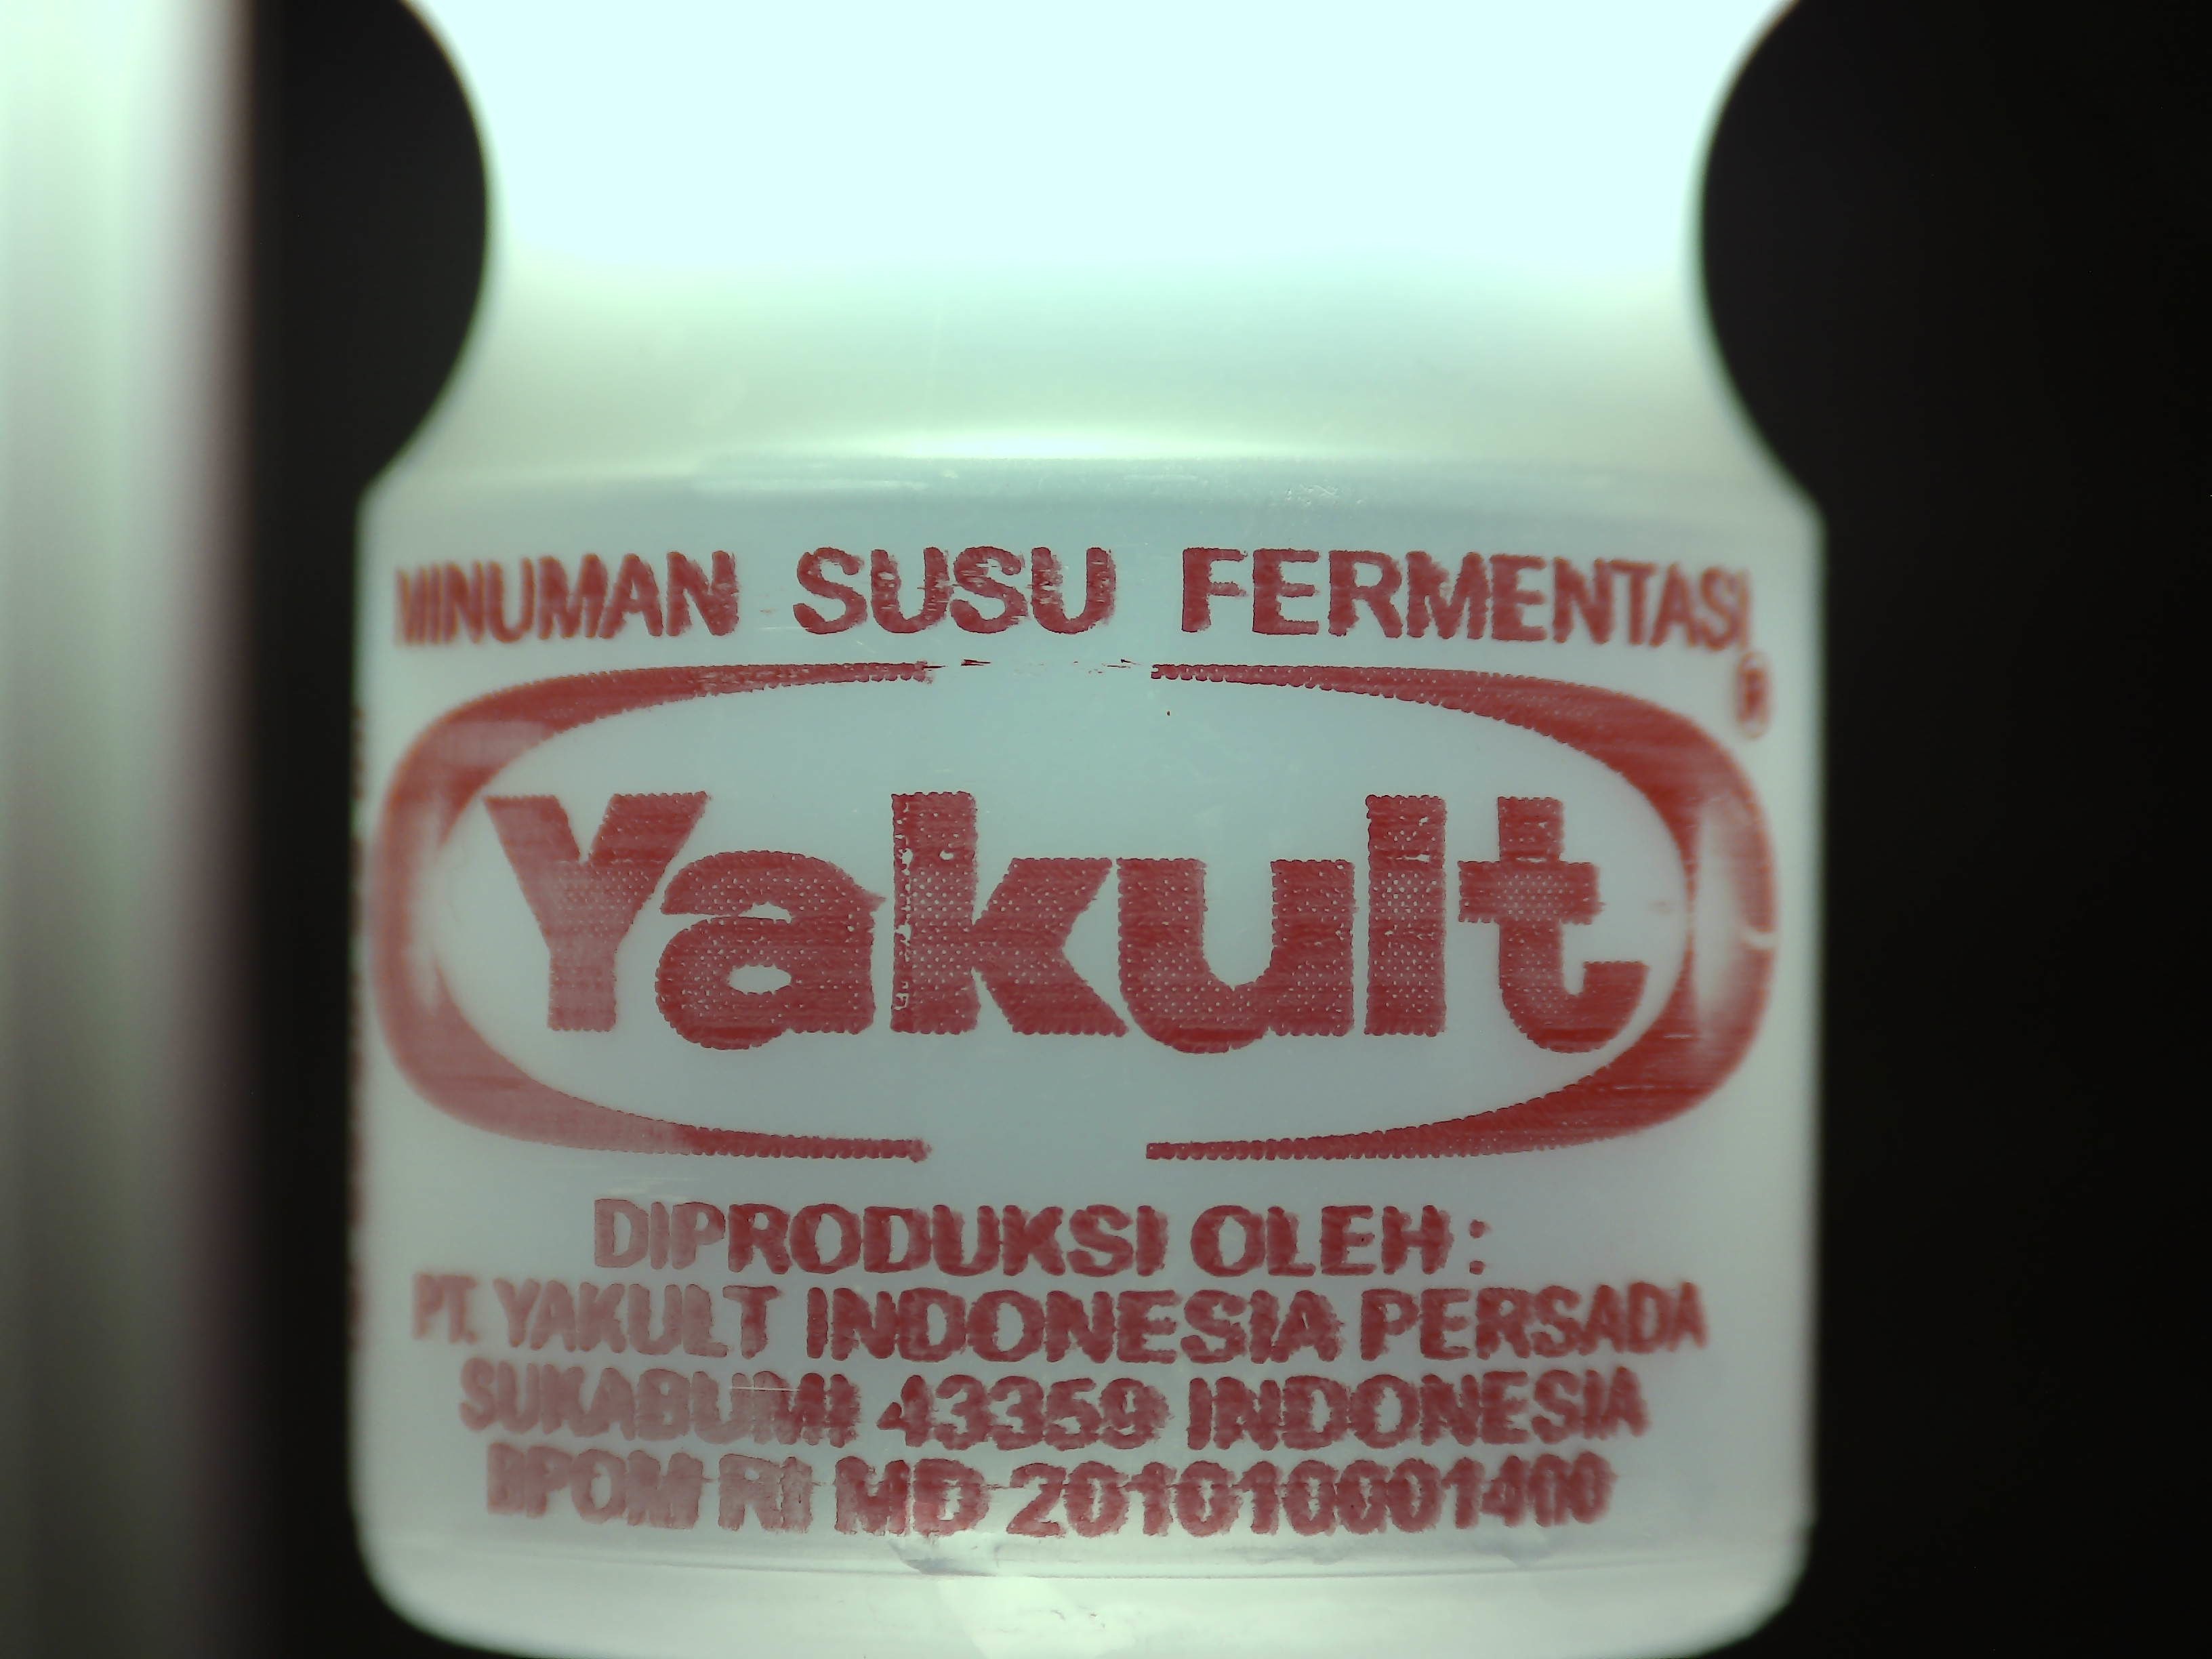 MINUMAN SUSU FERMENTASI
®
Yakult
DIPRODUKSI OLEH :
PT. YAKULT INDONESIA PERSADA
SUKABUMI 43359 INDONESIA
BPOM RI MD 201010001400